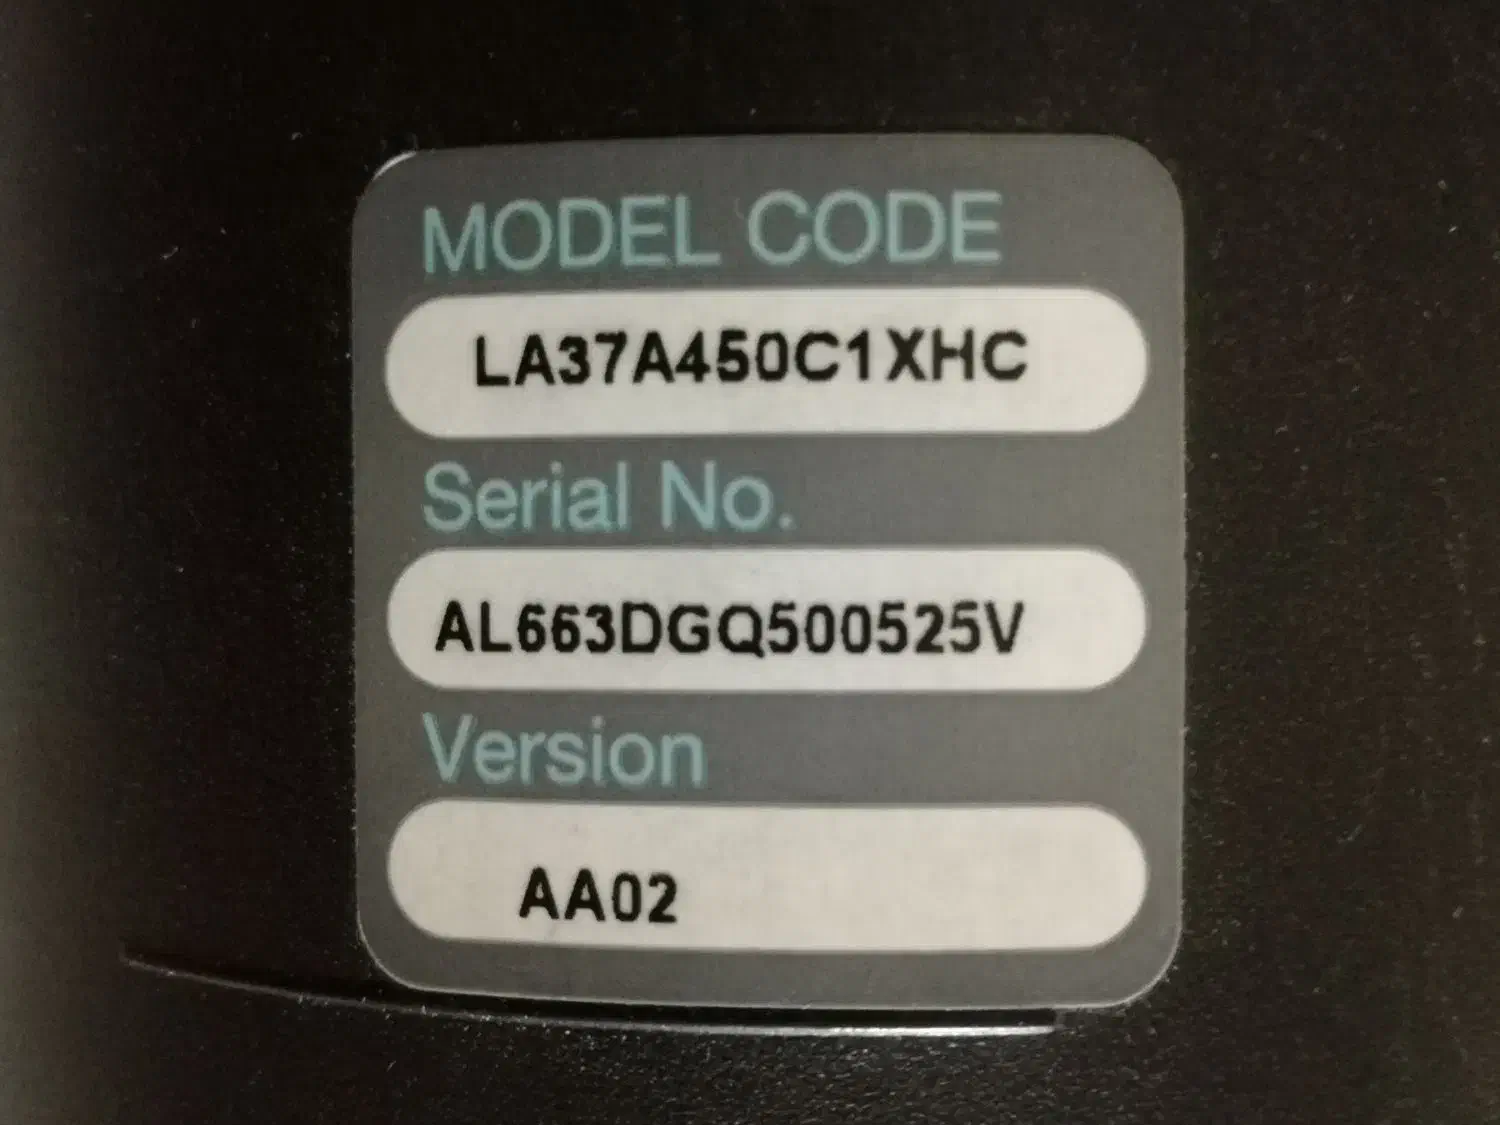 MODEL CODE
LA37A450C1XHC
Serial No.
AL663DGQ500525V
Version
AA02